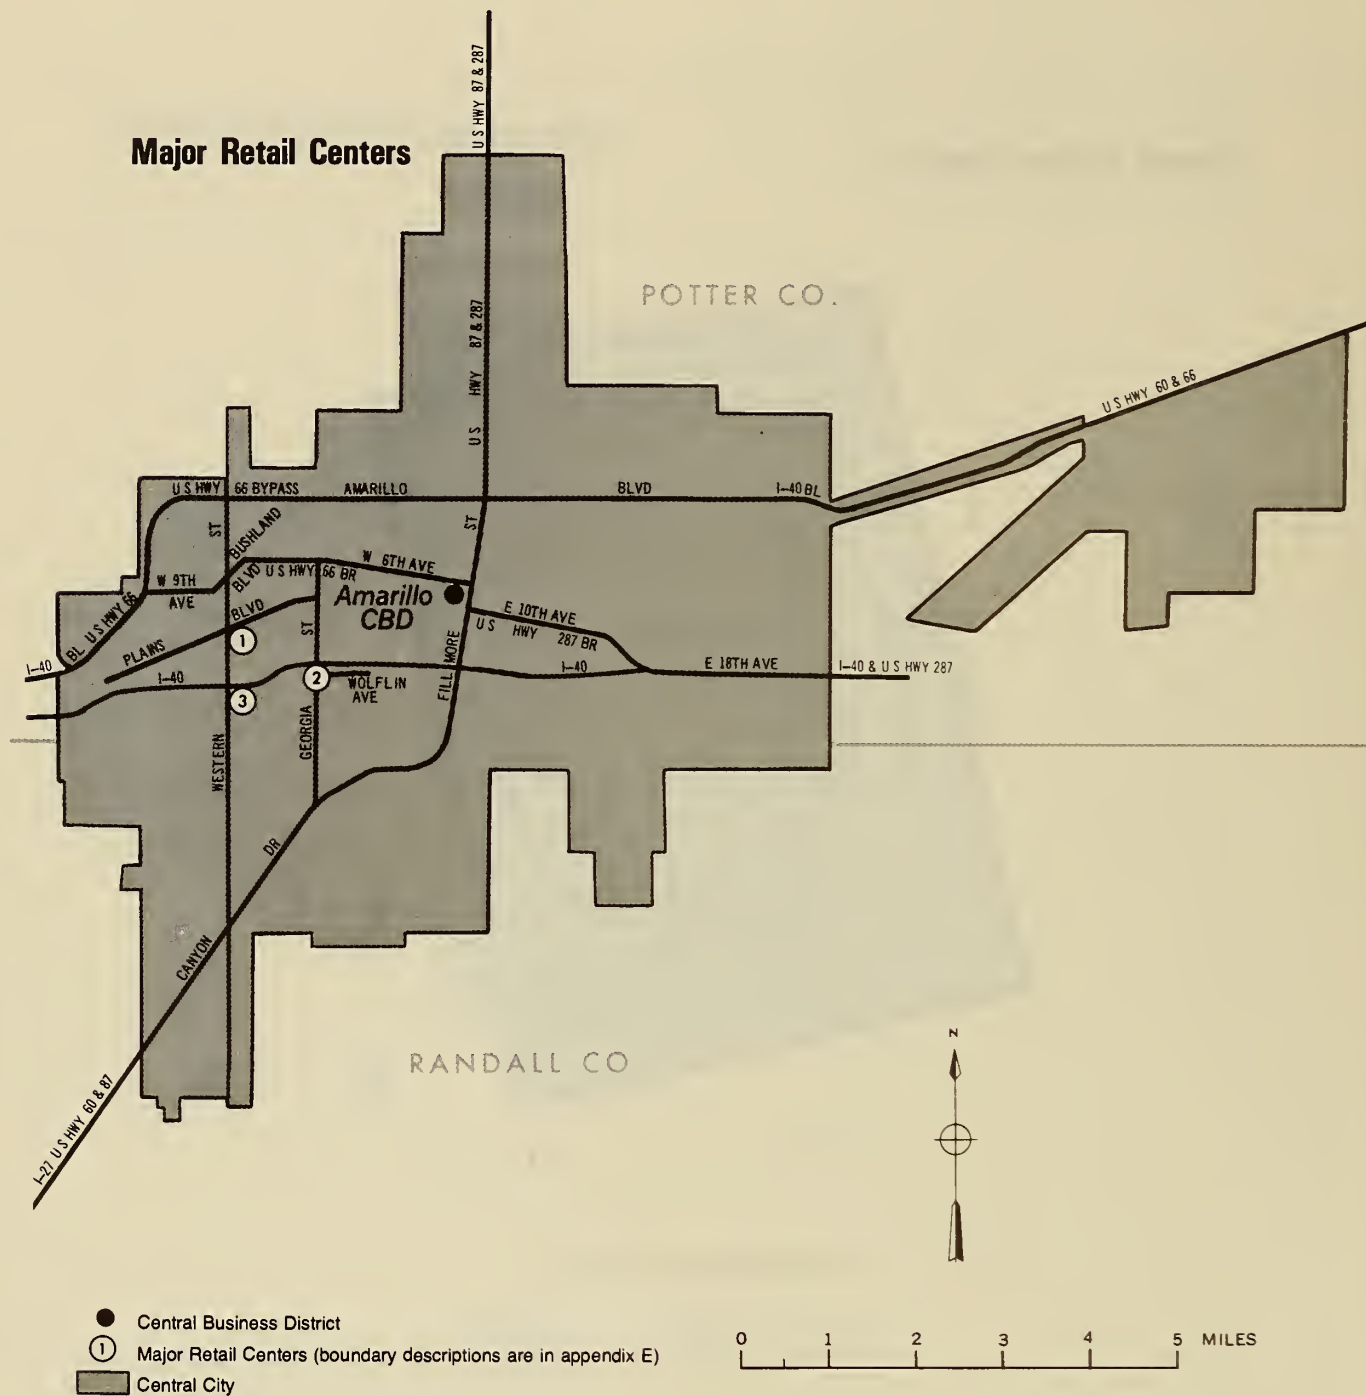 Major Retail Centers
U S HWY 87 & 287
POTTER CO.
U S HWY 87 & 287
U S HWY 60 & 66
U S HWY 66 BYPASS
AMARILLO
BLVD
I-40 BL
ST
BUSHLAND
BLVD
ST
W 9TH
AVE
U S HWY 66 BR
W 6TH AVE
Amarillo
CBD
BL U S HWY 66
PLAINS
BLVD
1
ST
E 10TH AVE
U S HWY 287 BR
I-40
I-40
2
3
WOLFLIN
AVE
FILLMORE
I-40
E 18TH AVE
I-40 & US HWY 287
WESTERN
GEORGIA
CANYON
DR
RANDALL CO
I-27 U S HWY 60 & 87
N
Central Business District
1 Major Retail Centers (boundary descriptions are in appendix E)
Central City
0 1 2 3 4 5 MILES